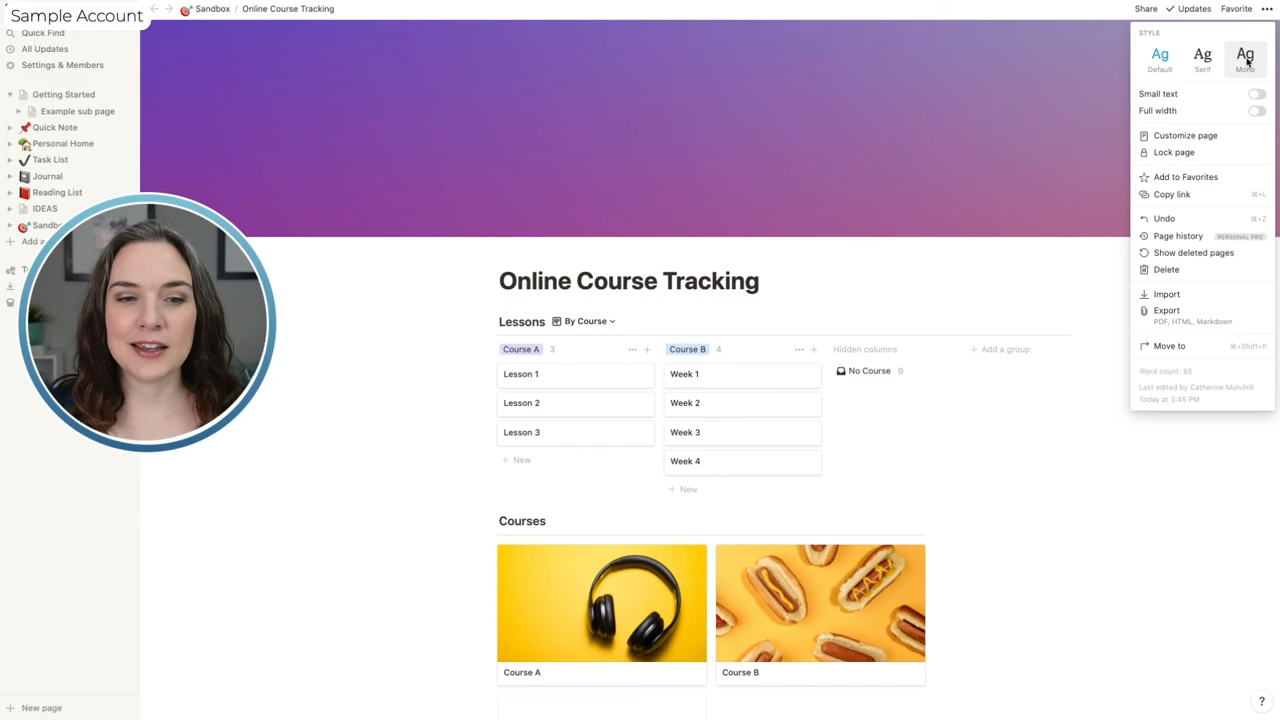 Sample Account
Sandbox / Online Course Tracking
Share
Updates
Favorite
Quick Find
All Updates
Settings & Members
Getting Started
Example sub page
Quick Note
Personal Home
Task List
Journal
Reading List
IDEAS
Add a
New page
Online Course Tracking
Lessons
By Course
Course A 3
Lesson 1
Lesson 2
Lesson 3
+ New
Course B 4
Week 1
Week 2
Week 3
Week 4
+ New
Hidden columns
No Course 0
+ Add a group
Courses
Course A
Course B
STYLE
Ag
Default
Ag
Serif
Ag
Mono
Small text
Full width
Customize page
Lock page
Add to Favorites
Copy link ⌘+L
Undo ⌘+Z
Page history PERSONAL PRO
Show deleted pages
Delete
Import
Export
PDF, HTML, Markdown
Move to ⌘+Shift+P
Word count: 85
Last edited by Catherine Mulvihill
Today at 3:45 PM
?